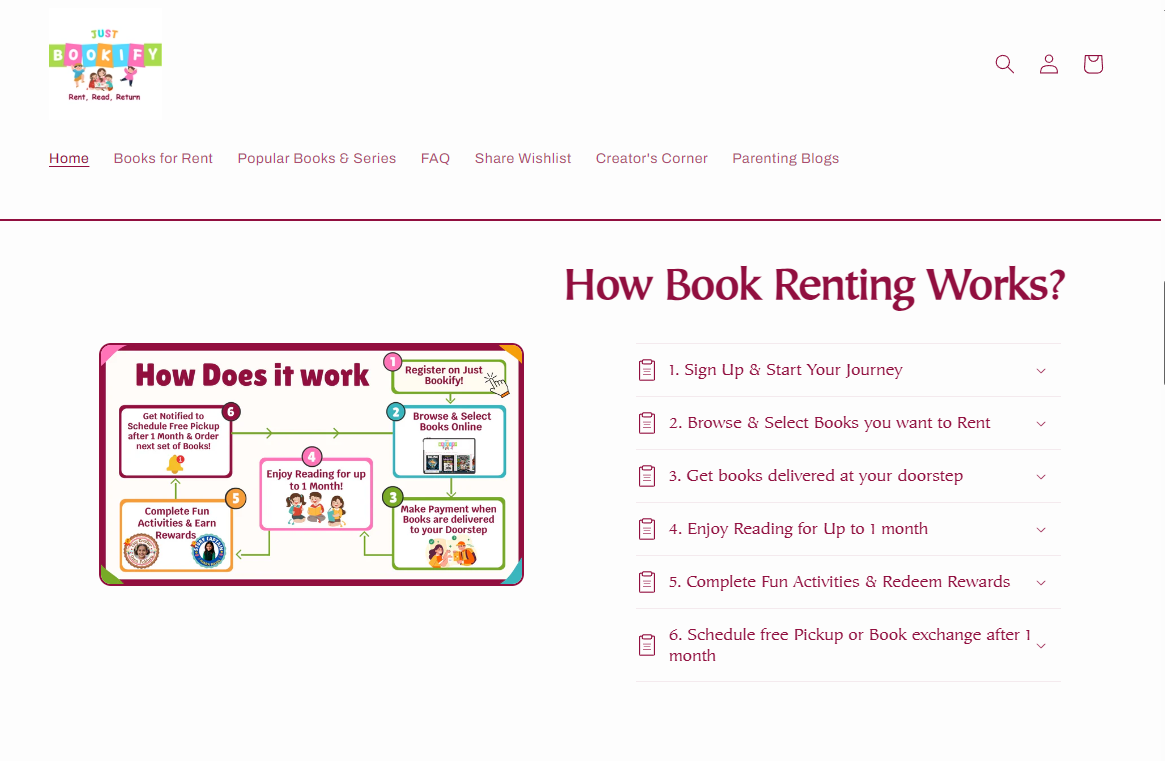 JUST
BOOKIFY
Rent, Read, Return
Home
Books for Rent
Popular Books & Series
FAQ
Share Wishlist
Creator's Corner
Parenting Blogs
How Book Renting Works?
How Does it work
1
Register on Just
Bookify!
2
Browse & Select
Books Online
3
Make Payment when
Books are delivered
to your Doorstep
4
Enjoy Reading for up
to 1 Month!
5
Complete Fun
Activities & Earn
Rewards
6
Get Notified to
Schedule Free Pickup
after 1 Month & Order
next set of Books!
1. Sign Up & Start Your Journey
2. Browse & Select Books you want to Rent
3. Get books delivered at your doorstep
4. Enjoy Reading for Up to 1 month
5. Complete Fun Activities & Redeem Rewards
6. Schedule free Pickup or Book exchange after 1
month